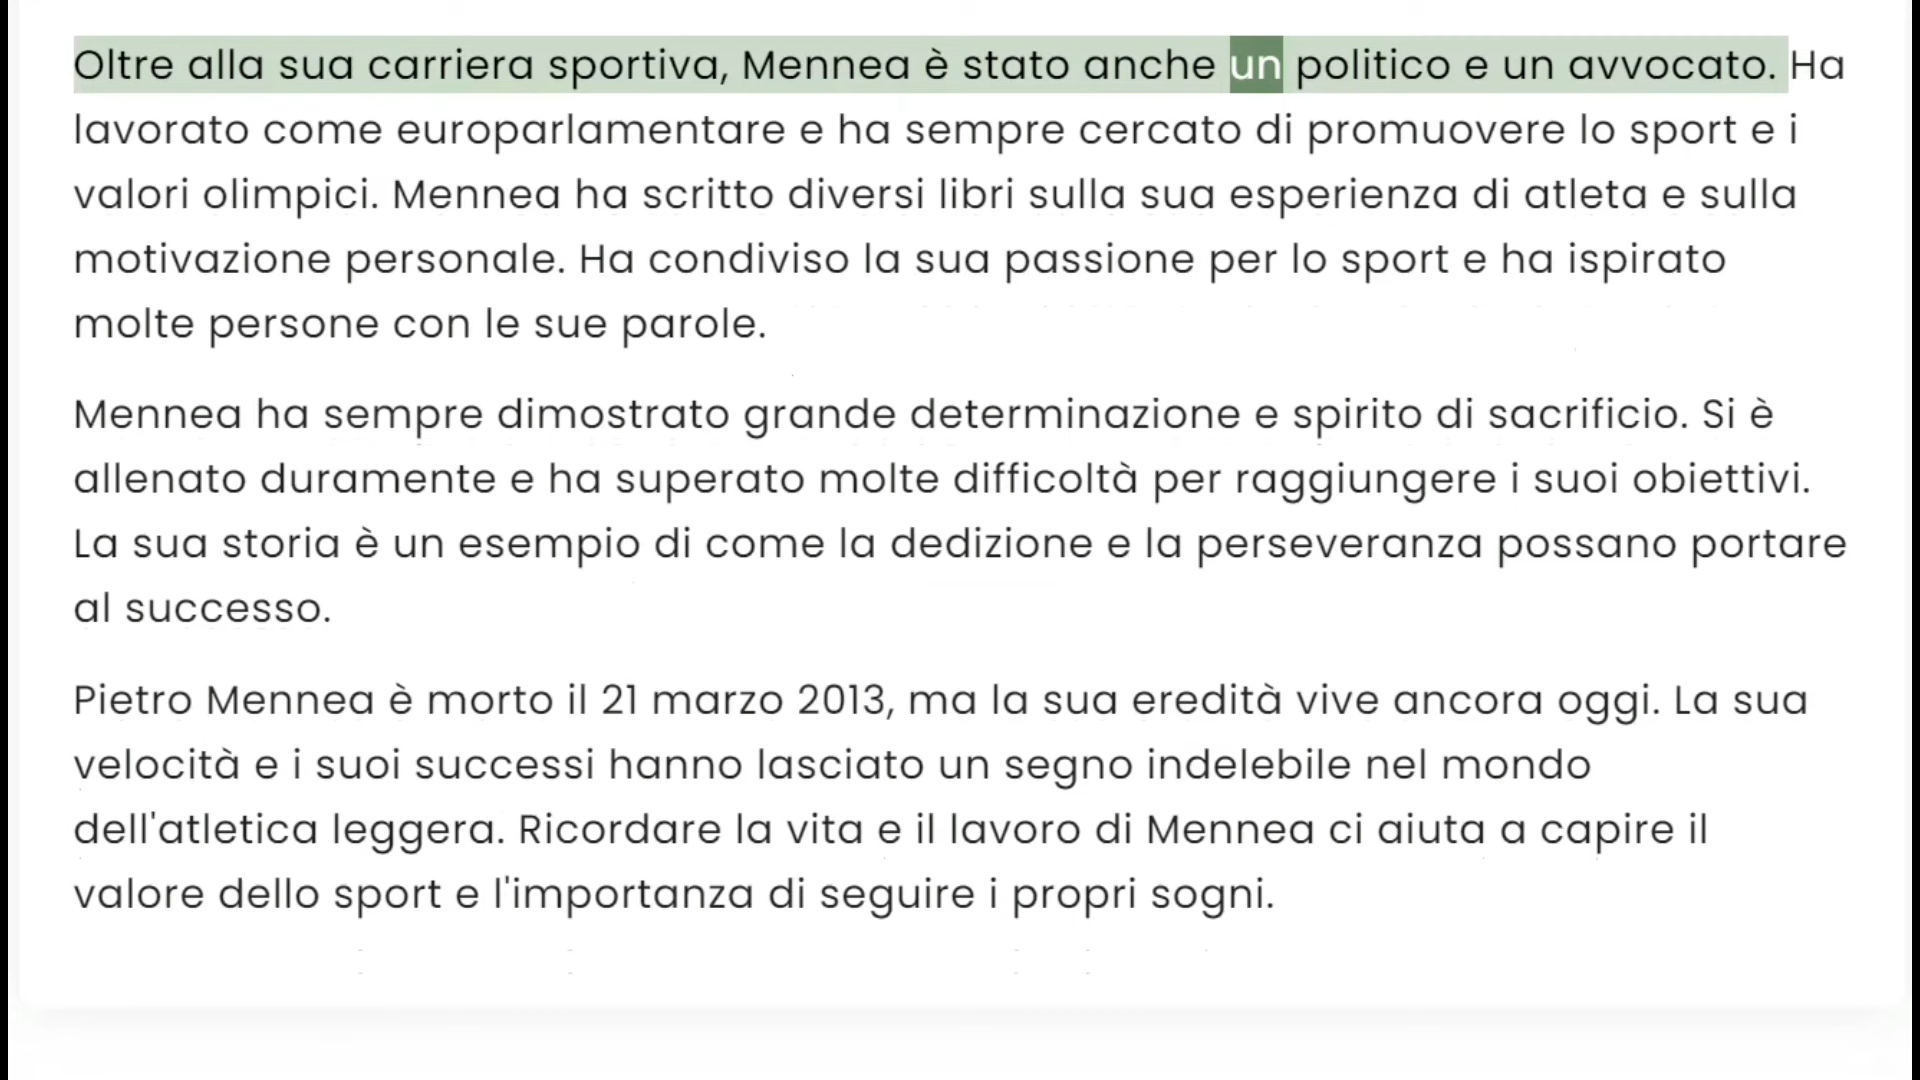 Oltre alla sua carriera sportiva, Mennea è stato anche un politico e un avvocato. Ha
lavorato come europarlamentare e ha sempre cercato di promuovere lo sport e i
valori olimpici. Mennea ha scritto diversi libri sulla sua esperienza di atleta e sulla
motivazione personale. Ha condiviso la sua passione per lo sport e ha ispirato
molte persone con le sue parole.
Mennea ha sempre dimostrato grande determinazione e spirito di sacrificio. Si è
allenato duramente e ha superato molte difficoltà per raggiungere i suoi obiettivi.
La sua storia è un esempio di come la dedizione e la perseveranza possano portare
al successo.
Pietro Mennea è morto il 21 marzo 2013, ma la sua eredità vive ancora oggi. La sua
velocità e i suoi successi hanno lasciato un segno indelebile nel mondo
dell'atletica leggera. Ricordare la vita e il lavoro di Mennea ci aiuta a capire il
valore dello sport e l'importanza di seguire i propri sogni.